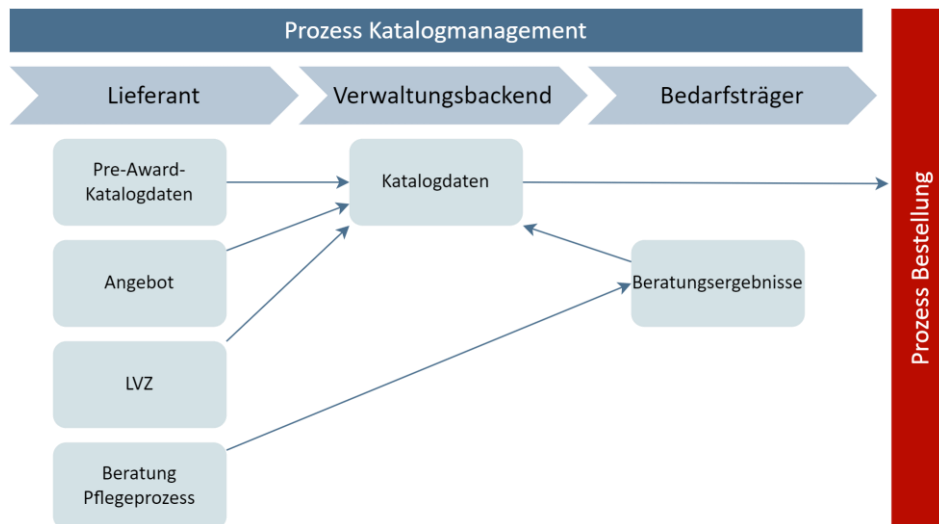 Prozess Katalogmanagement
Lieferant
Verwaltungsbackend
Bedarfsträger
Pre-Award-
Katalogdaten
Katalogdaten
Angebot
Beratungsergebnisse
LVZ
Beratung
Pflegeprozess
Prozess Bestellung